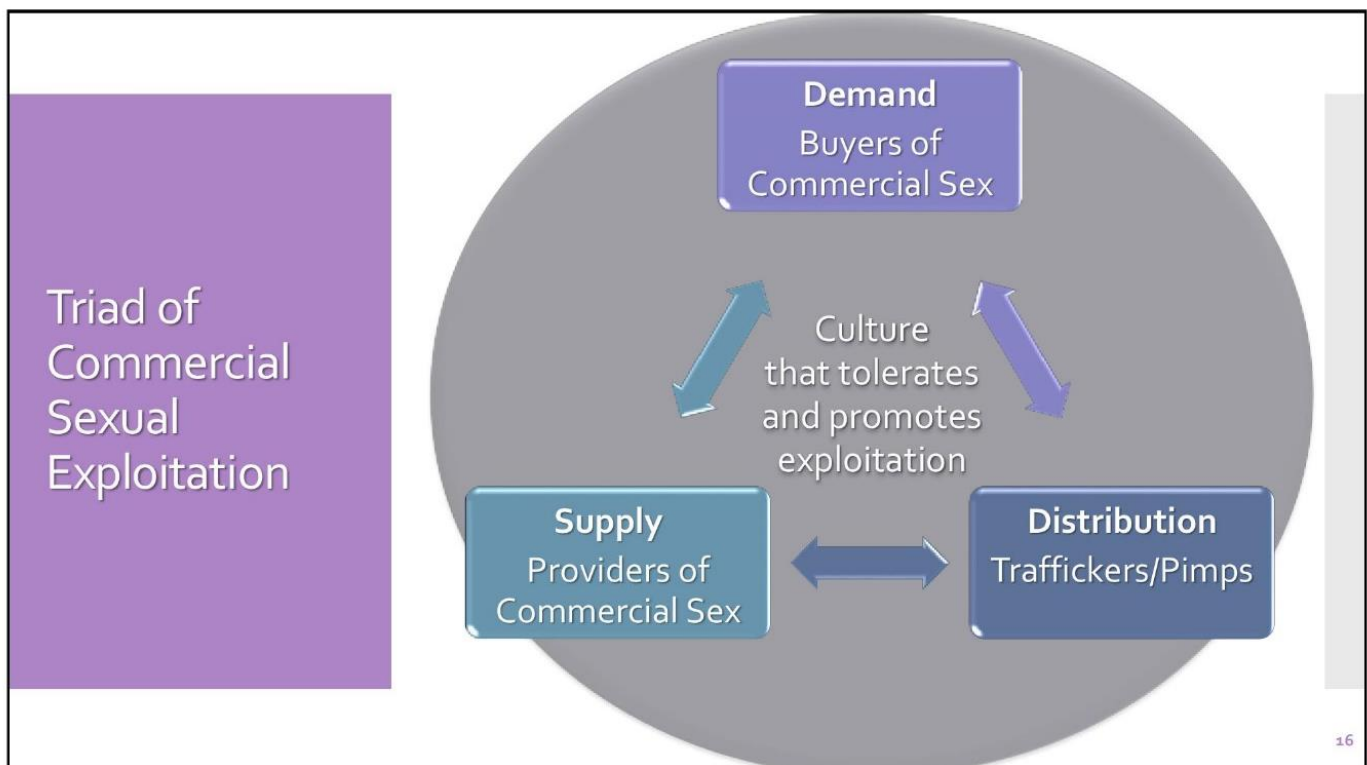 Triad of
Commercial
Sexual
Exploitation
Demand
Buyers of
Commercial Sex
Culture
that tolerates
and promotes
exploitation
Supply
Providers of
Commercial Sex
Distribution
Traffickers/Pimps
16